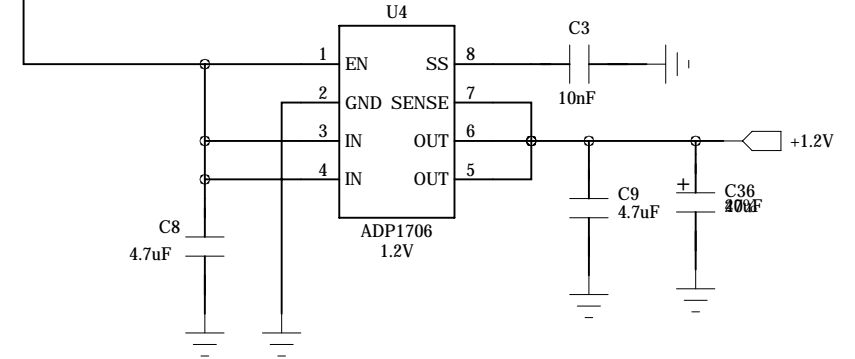 U4
C3
1 EN SS 8
10nF
2 GND SENSE 7
3 IN OUT 6
+1.2V
4 IN OUT 5
+
C36
C9
4.7uF
C8
4.7uF
ADP1706
1.2V